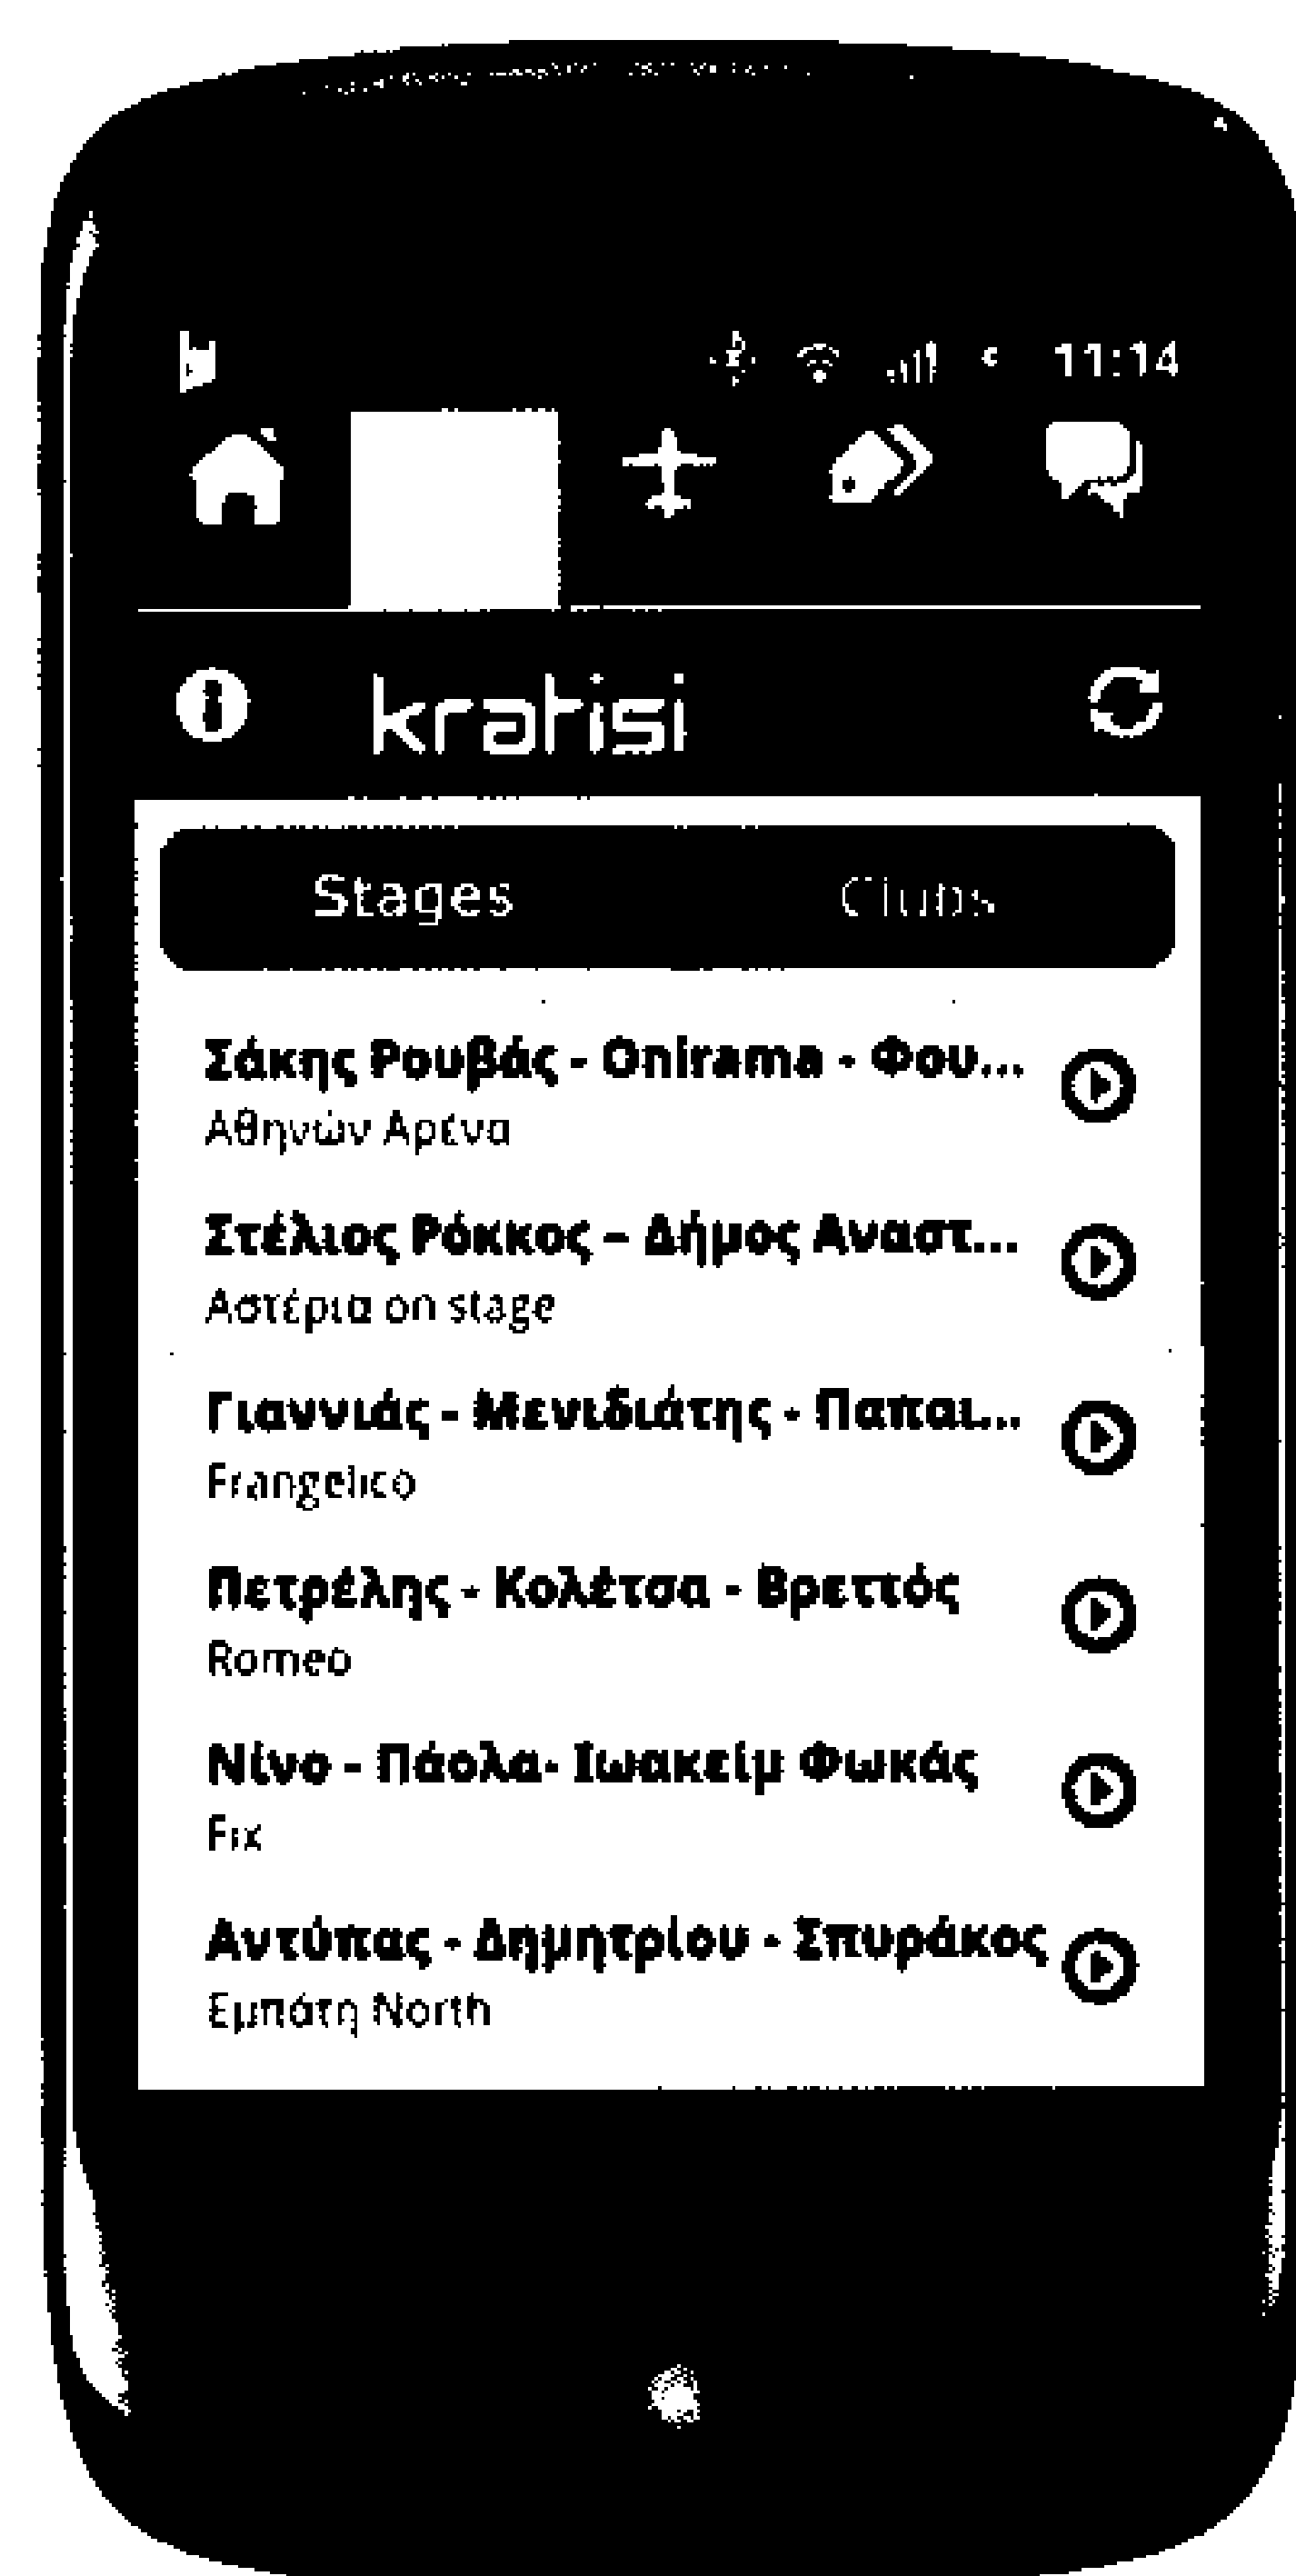 11:14
kratisi
Stages Clubs
Σάκης Ρουβάς - Onirama - Φου...
Αθηνών Αρένα
Στέλιος Ρόκκος – Δήμος Αναστ...
Αστέρια on stage
Γιαννιάς - Μενιδιάτης - Παπαι...
Frangelico
Πετρέλης - Κολέτσα - Βρεττός
Romeo
Νίνο - Πάολα- Ιωακείμ Φωκάς
Fix
Αντύπας - Δημητρίου - Σπυράκος
Εμπάτη North